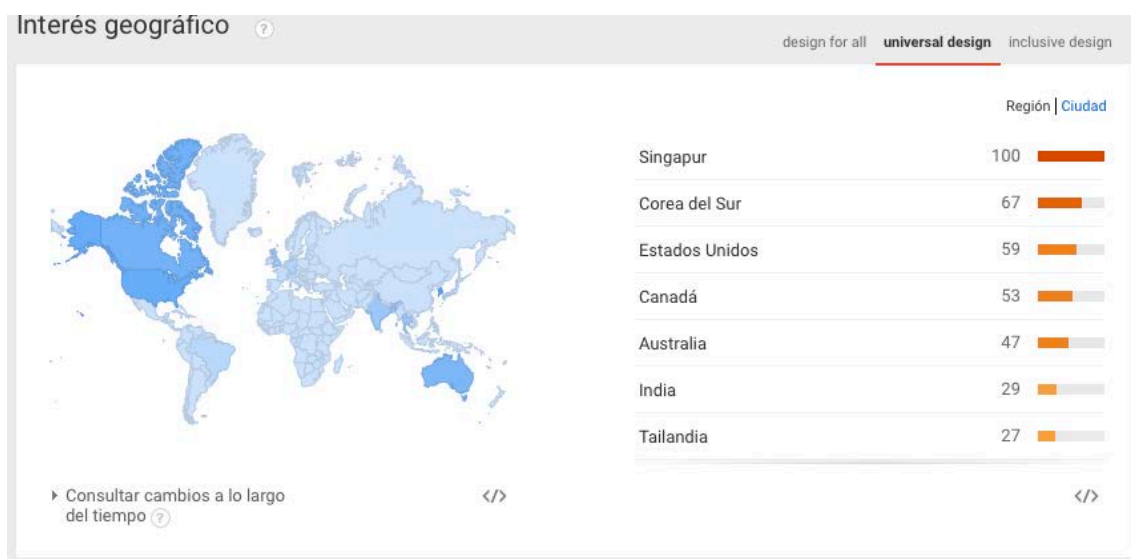 Interés geográfico ?
design for all universal design inclusive design
Región | Ciudad
Singapur 100
Corea del Sur 67
Estados Unidos 59
Canadá 53
Australia 47
India 29
Tailandia 27
Consultar cambios a lo largo
del tiempo ?
</> </>